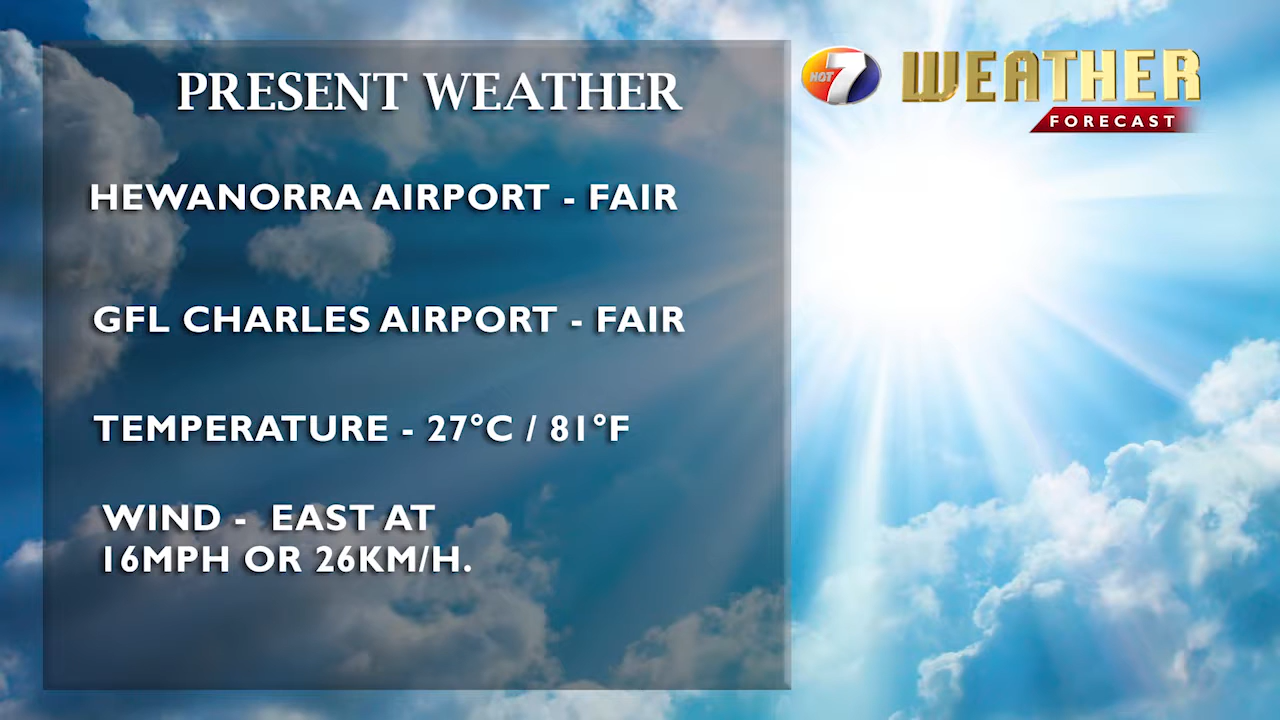 PRESENT WEATHER
HOT 7
WEATHER
FORECAST
HEWANORRA AIRPORT - FAIR
GFL CHARLES AIRPORT - FAIR
TEMPERATURE - 27°C / 81°F
WIND - EAST AT
16MPH OR 26KM/H.